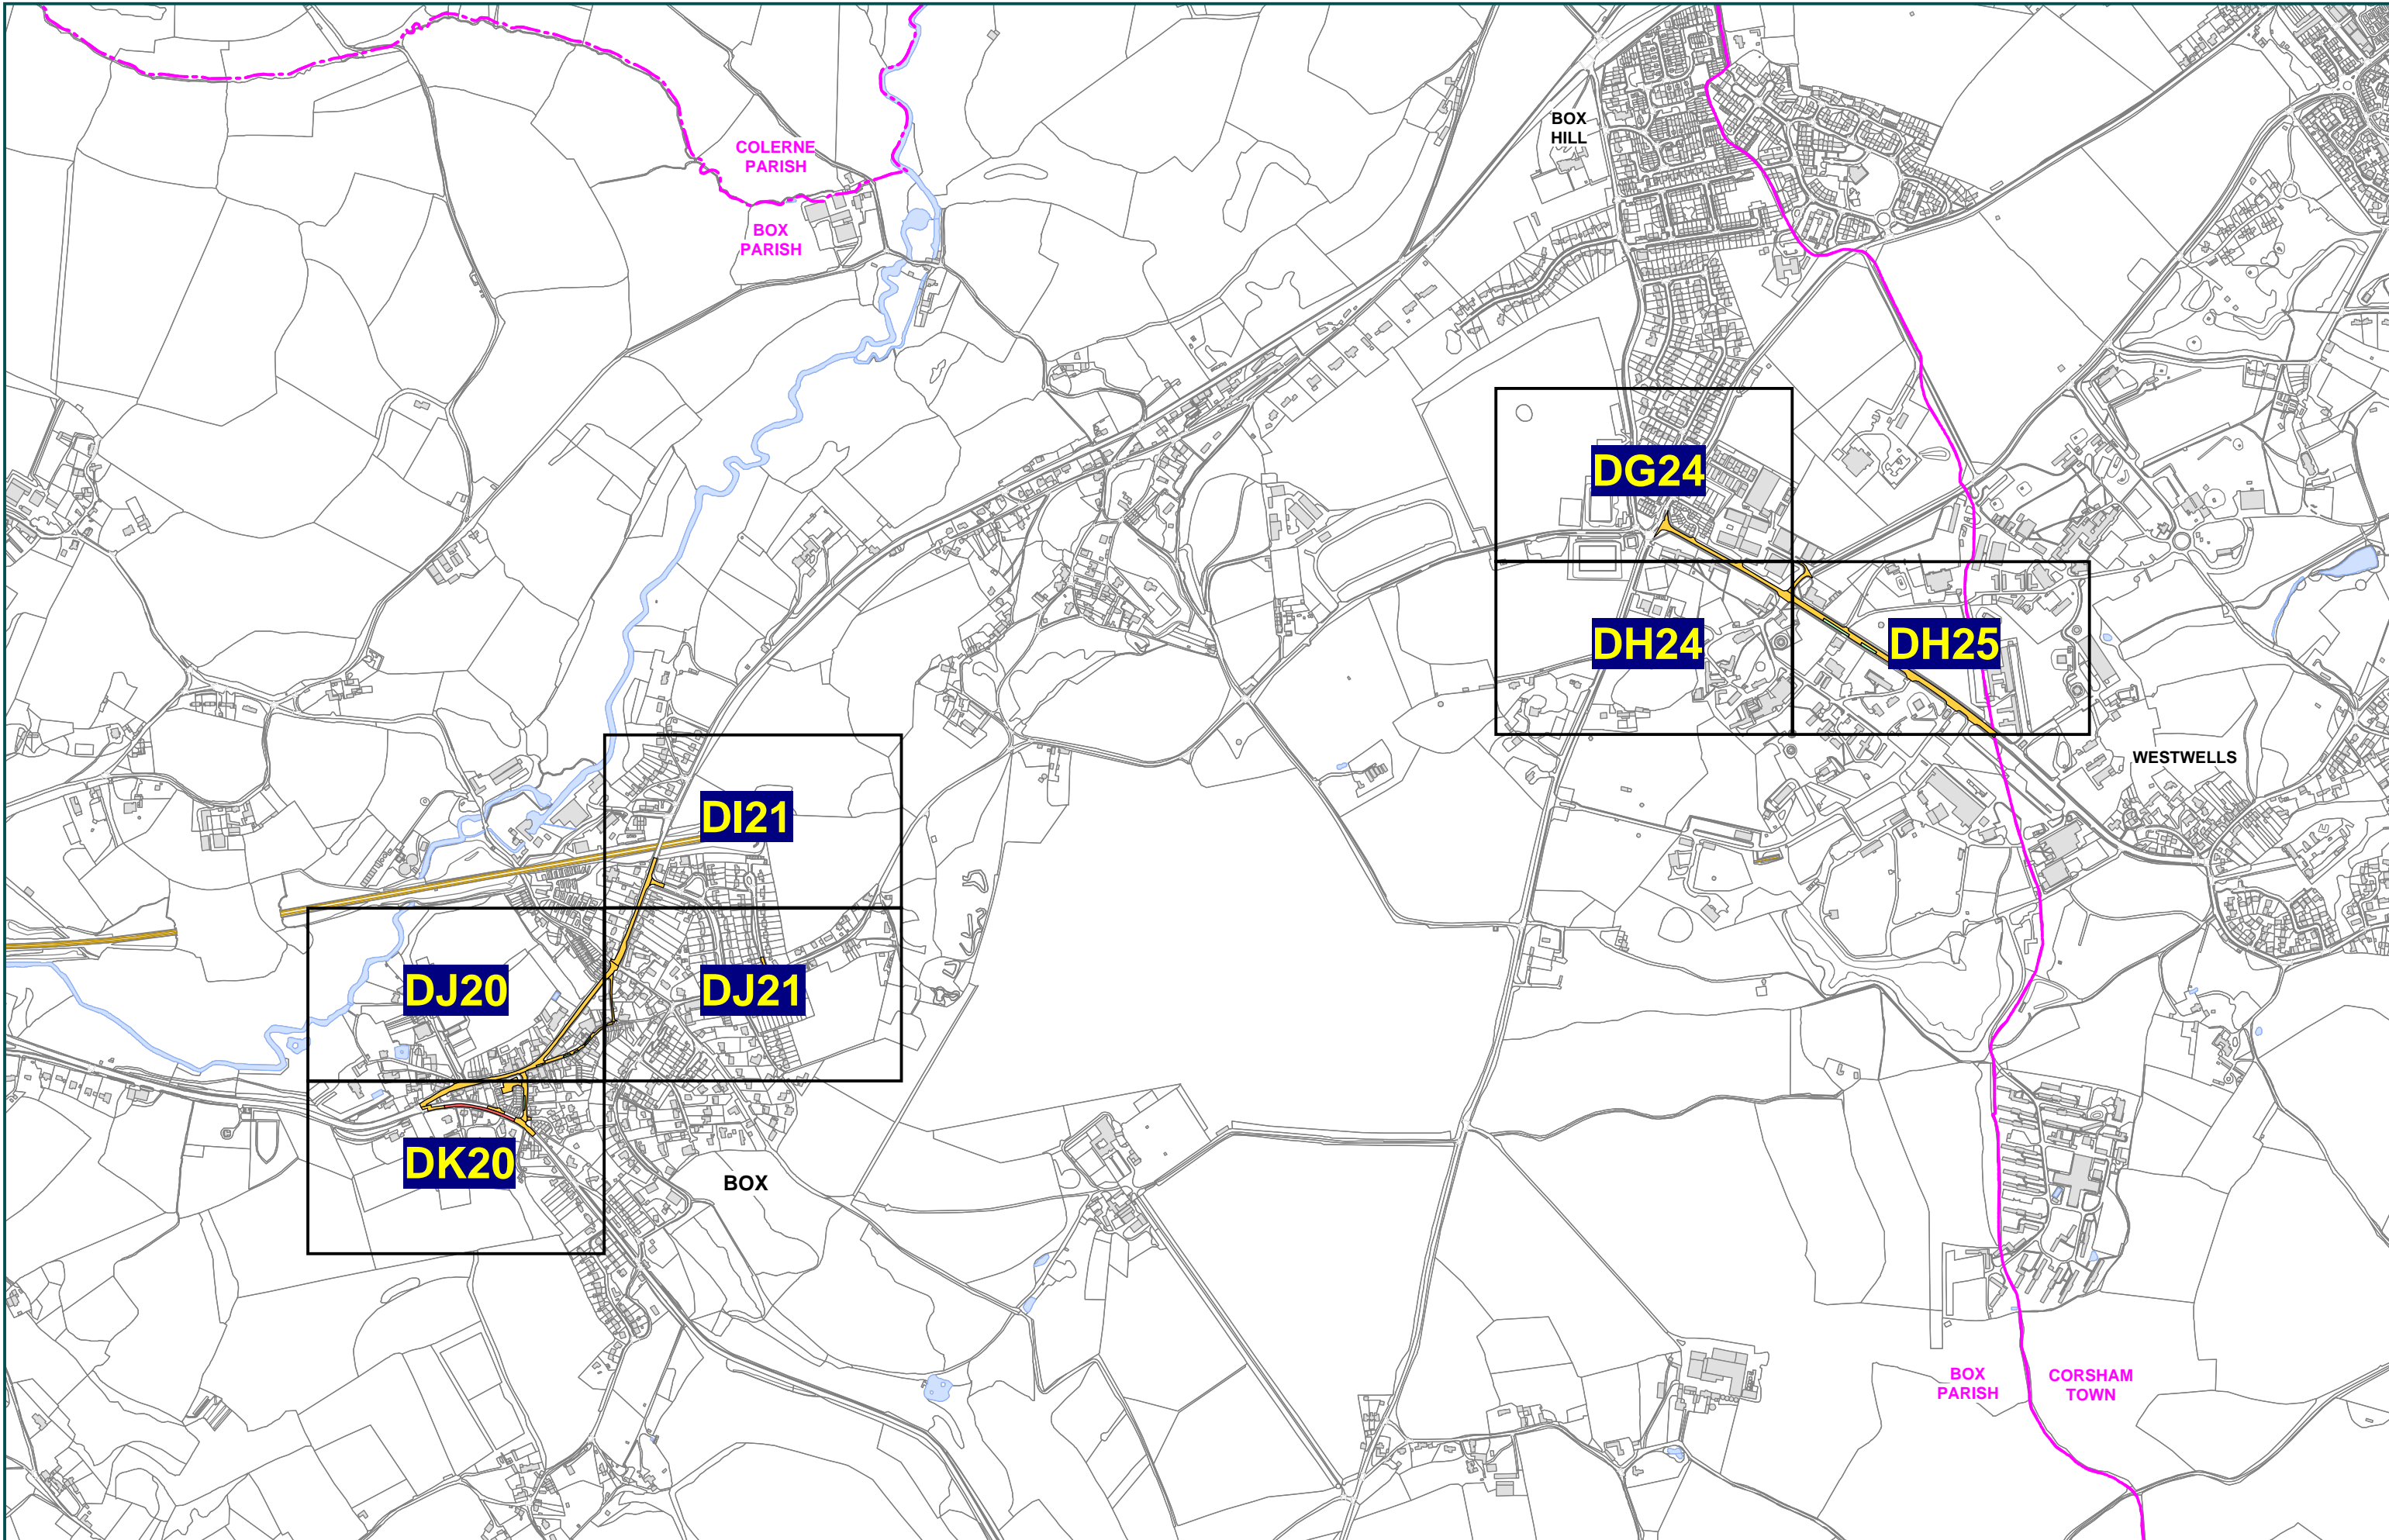 BOX
HILL
COLERNE
PARISH
BOX
PARISH
DG24
DH24
DH25
WESTWELLS
DI21
DJ20
DJ21
DK20
BOX
BOX
PARISH
CORSHAM
TOWN